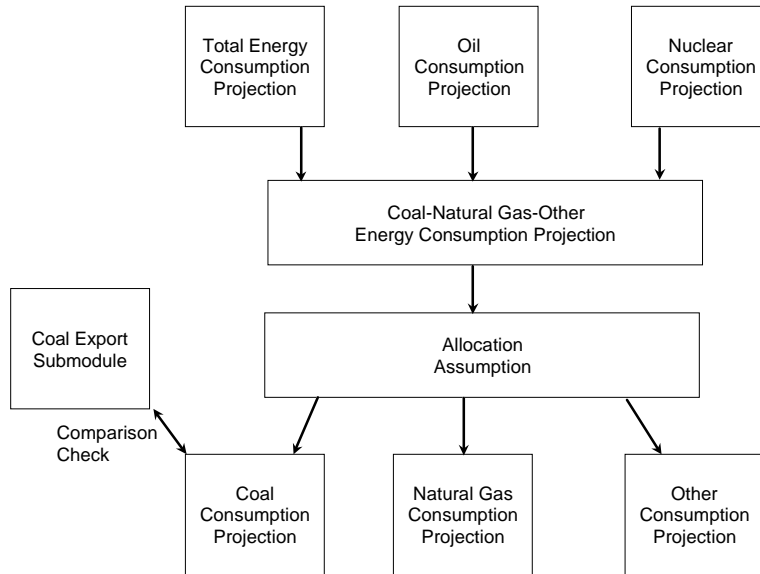 Total Energy
Consumption
Projection
Oil
Consumption
Projection
Nuclear
Consumption
Projection
Coal-Natural Gas-Other
Energy Consumption Projection
Coal Export
Submodule
Allocation
Assumption
Comparison
Check
Coal
Consumption
Projection
Natural Gas
Consumption
Projection
Other
Consumption
Projection